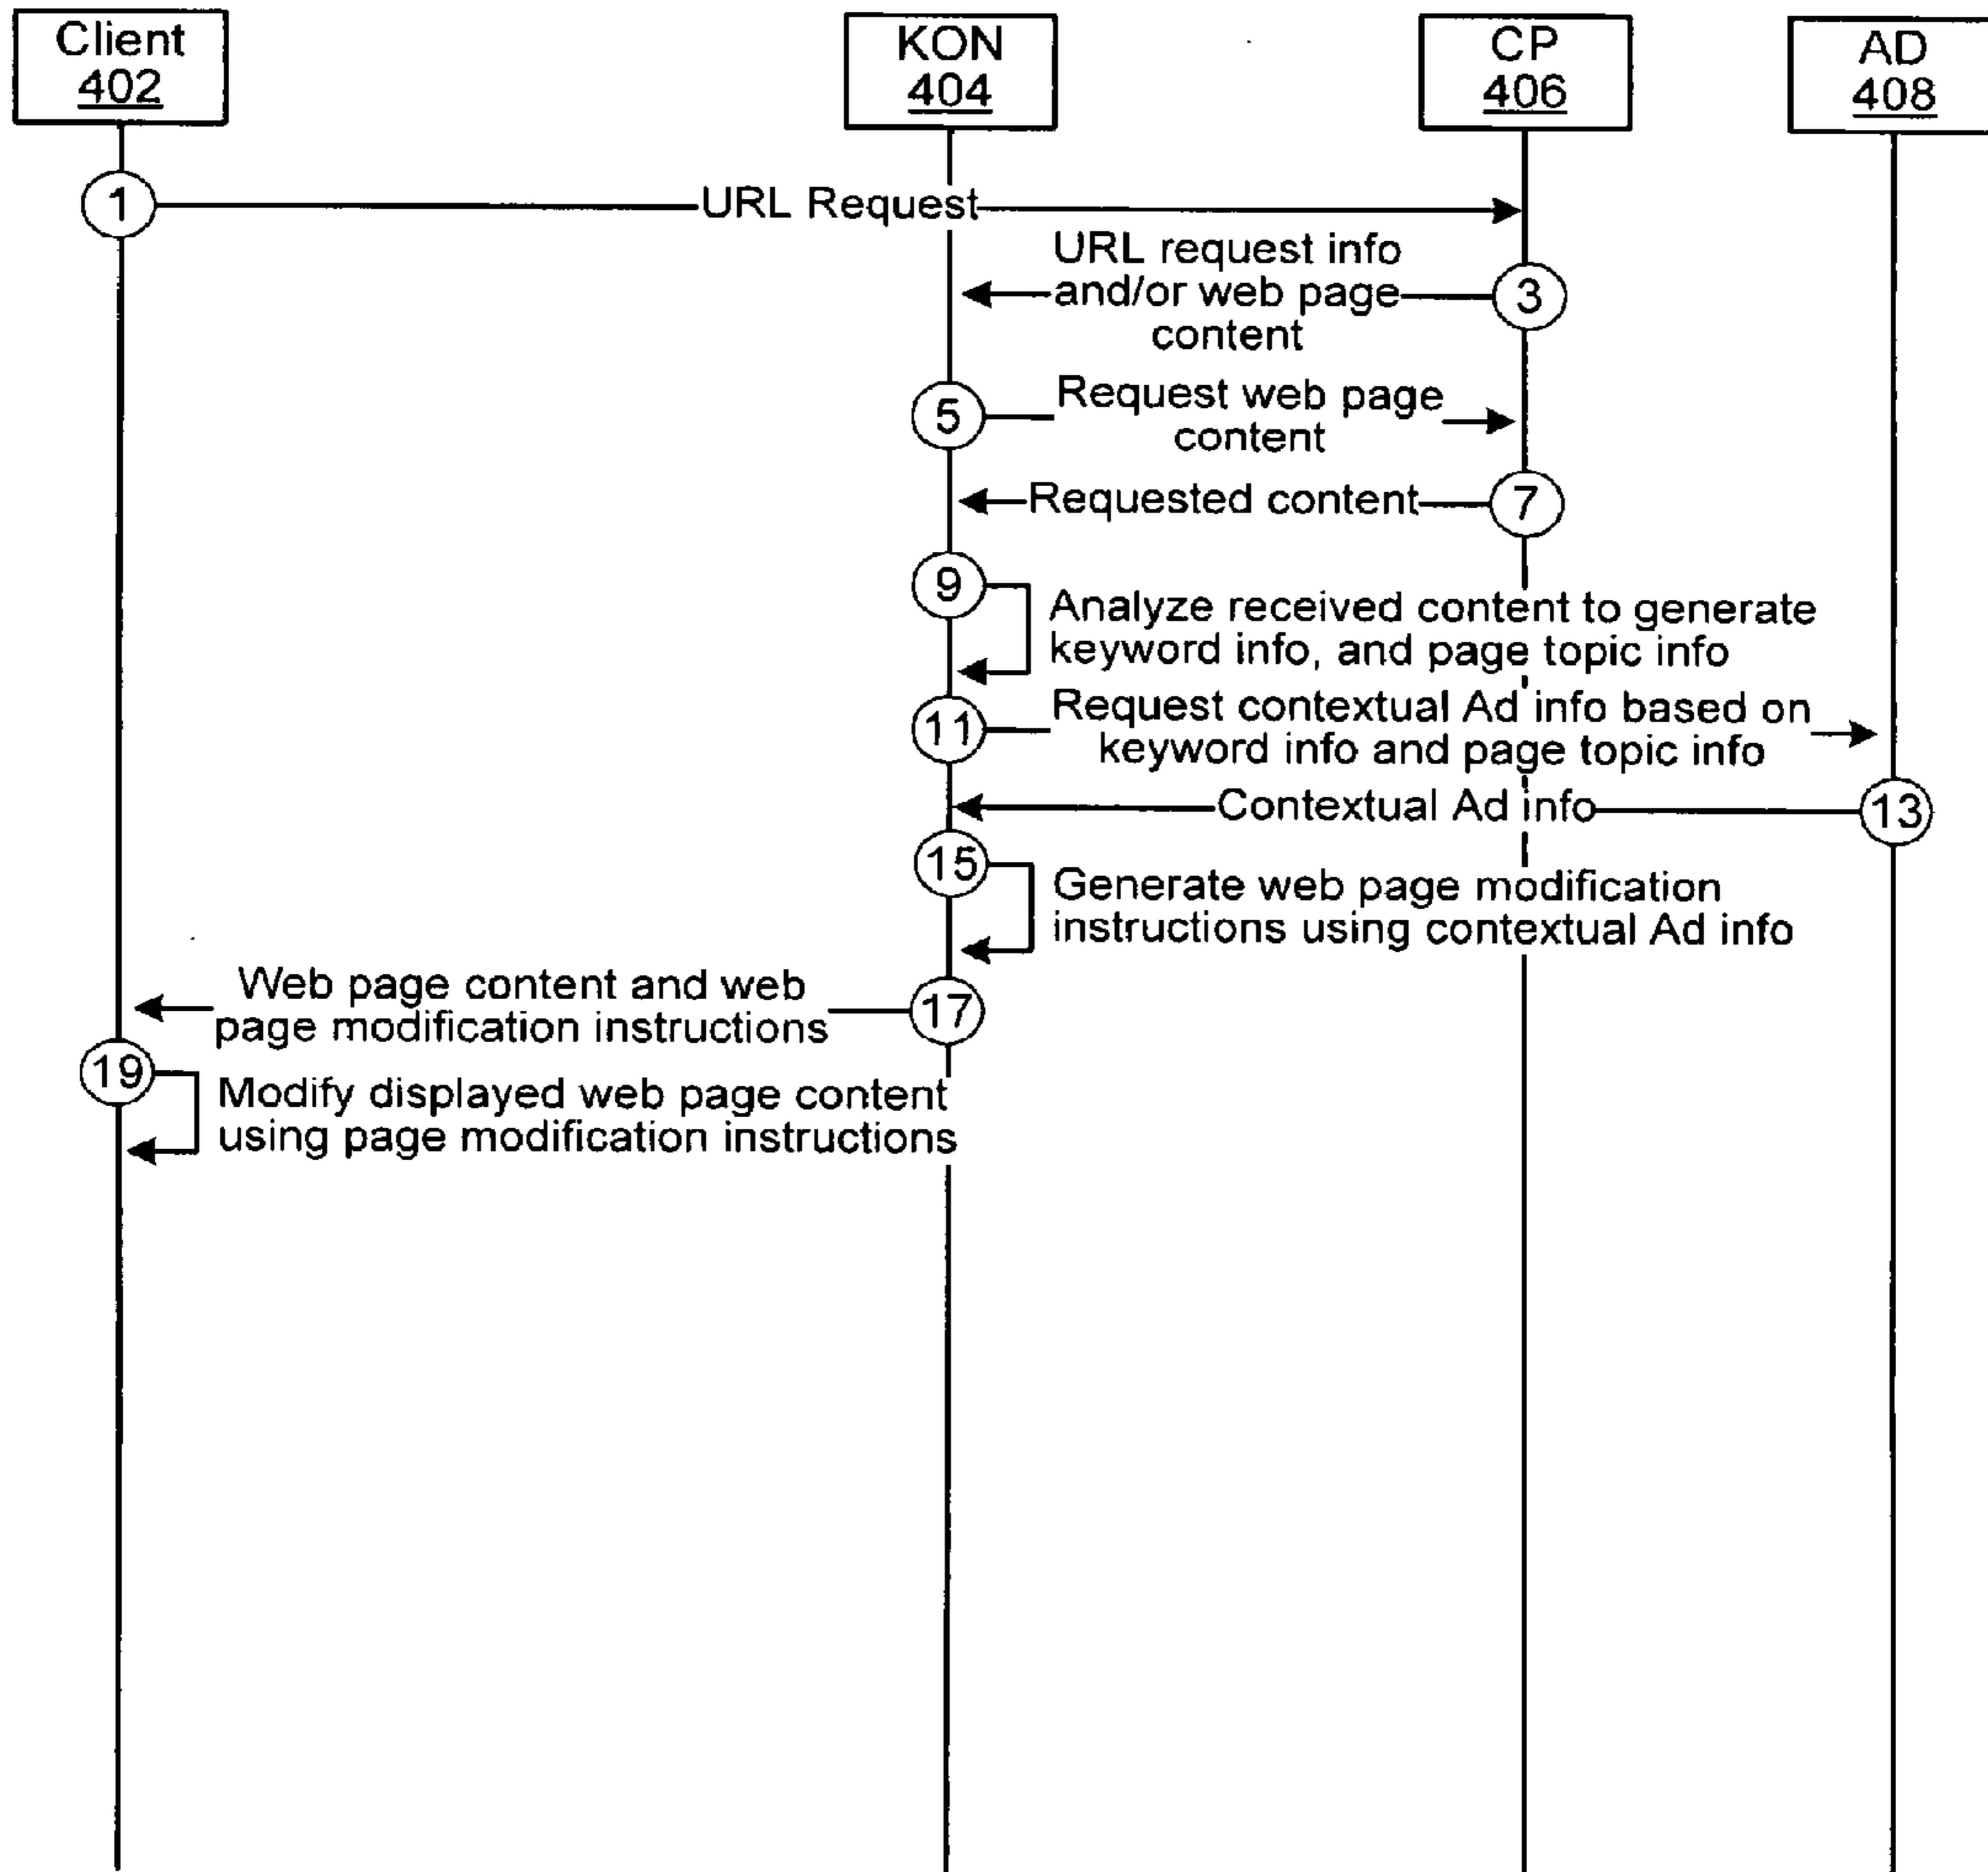 Client
402
KON
404
CP
406
AD
408
1
URL Request
URL request info
and/or web page
content
3
5
Request web page
content
Requested content
7
9
Analyze received content to generate
keyword info, and page topic info
11
Request contextual Ad info based on
keyword info and page topic info
Contextual Ad info
13
15
Generate web page modification
instructions using contextual Ad info
Web page content and web
page modification instructions
17
19
Modify displayed web page content
using page modification instructions